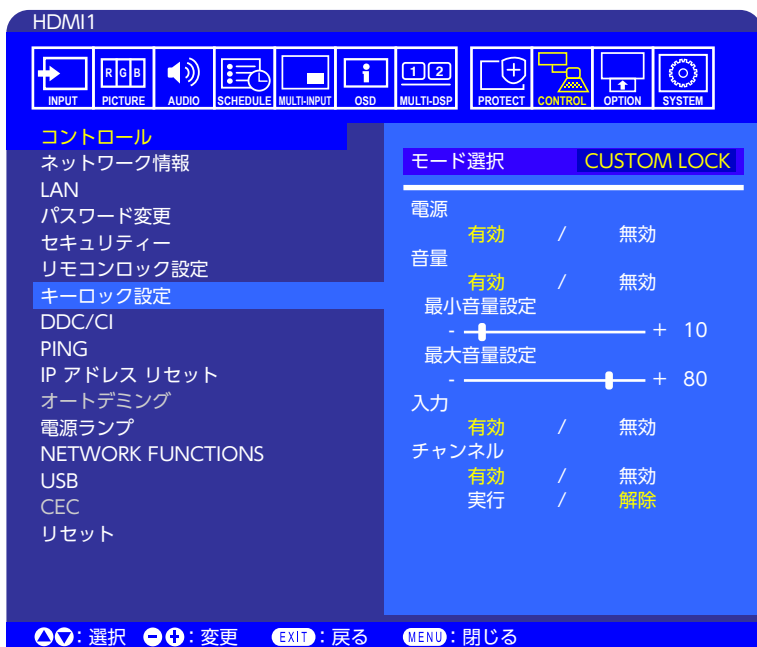 HDMI1
R G B
1 2
INPUT PICTURE AUDIO SCHEDULE MULTI-INPUT OSD MULTI-DSP PROTECT CONTROL OPTION SYSTEM
コントロール
ネットワーク情報
LAN
パスワード変更
セキュリティー
リモコンロック設定
キーロック設定
DDC/CI
PING
IP アドレス リセット
オートデミング
電源ランプ
NETWORK FUNCTIONS
USB
CEC
リセット
モード選択 CUSTOM LOCK
電源
有効 / 無効
音量
有効 / 無効
最小音量設定
- + 10
最大音量設定
- + 80
入力
有効 / 無効
チャンネル
有効 / 無効
実行 / 解除
: 選択 - + : 変更 EXIT : 戻る MENU : 閉じる